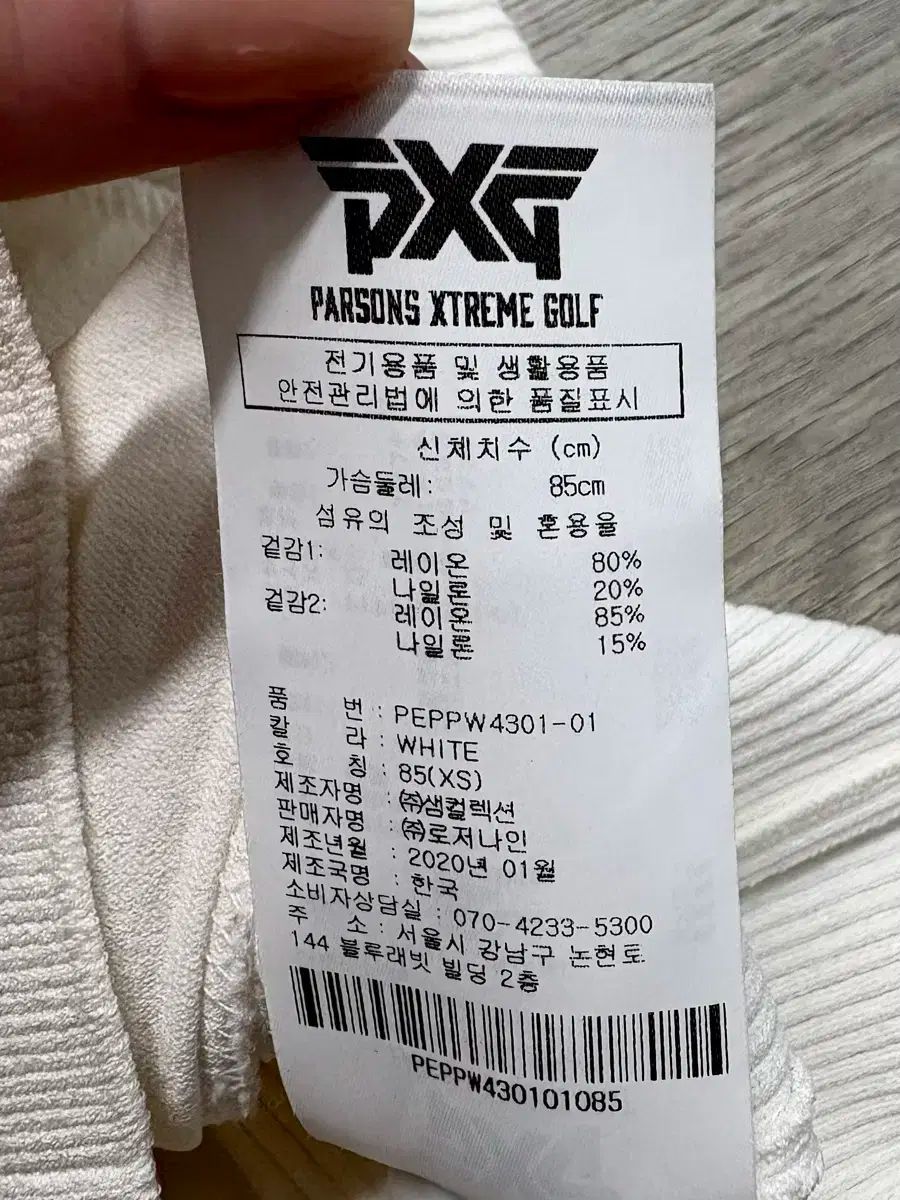 PXG
PARSONS XTREME GOLF
전기용품 및 생활용품
안전관리법에 의한 품질표시
신체치수 (cm)
가슴둘레: 85cm
섬유의 조성 및 혼용율
겉감1: 레이온 80%
나일론 20%
겉감2: 레이온 85%
나일론 15%
품 번 : PEPPW4301-01
칼 라 : WHITE
호 칭 : 85(XS)
제조자명 : ㈜샘컬렉션
판매자명 : ㈜로저나인
제조년월 : 2020년 01월
제조국명 : 한국
소비자상담실 : 070-4233-5300
주 소 : 서울시 강남구 논현로
144 블루래빗 빌딩 2층
PEPPW430101085